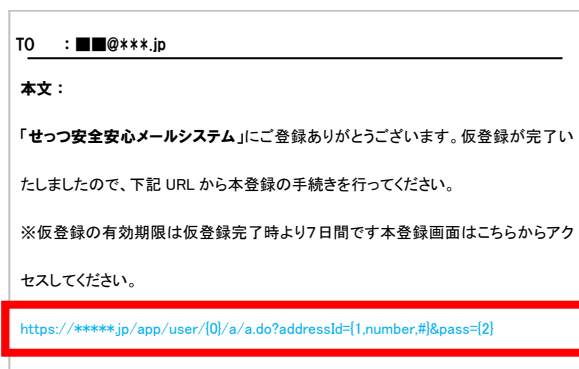 TO　：■■@***.jp
本文：
「せっつ安全安心メールシステム」にご登録ありがとうございます。仮登録が完了い
たしましたので、下記 URL から本登録の手続きを行ってください。
※仮登録の有効期限は仮登録完了時より7日間です本登録画面はこちらからアク
セスしてください。
https://*****.jp/app/user/{0}/a/a.do?addressId={1,number,#}&pass={2}